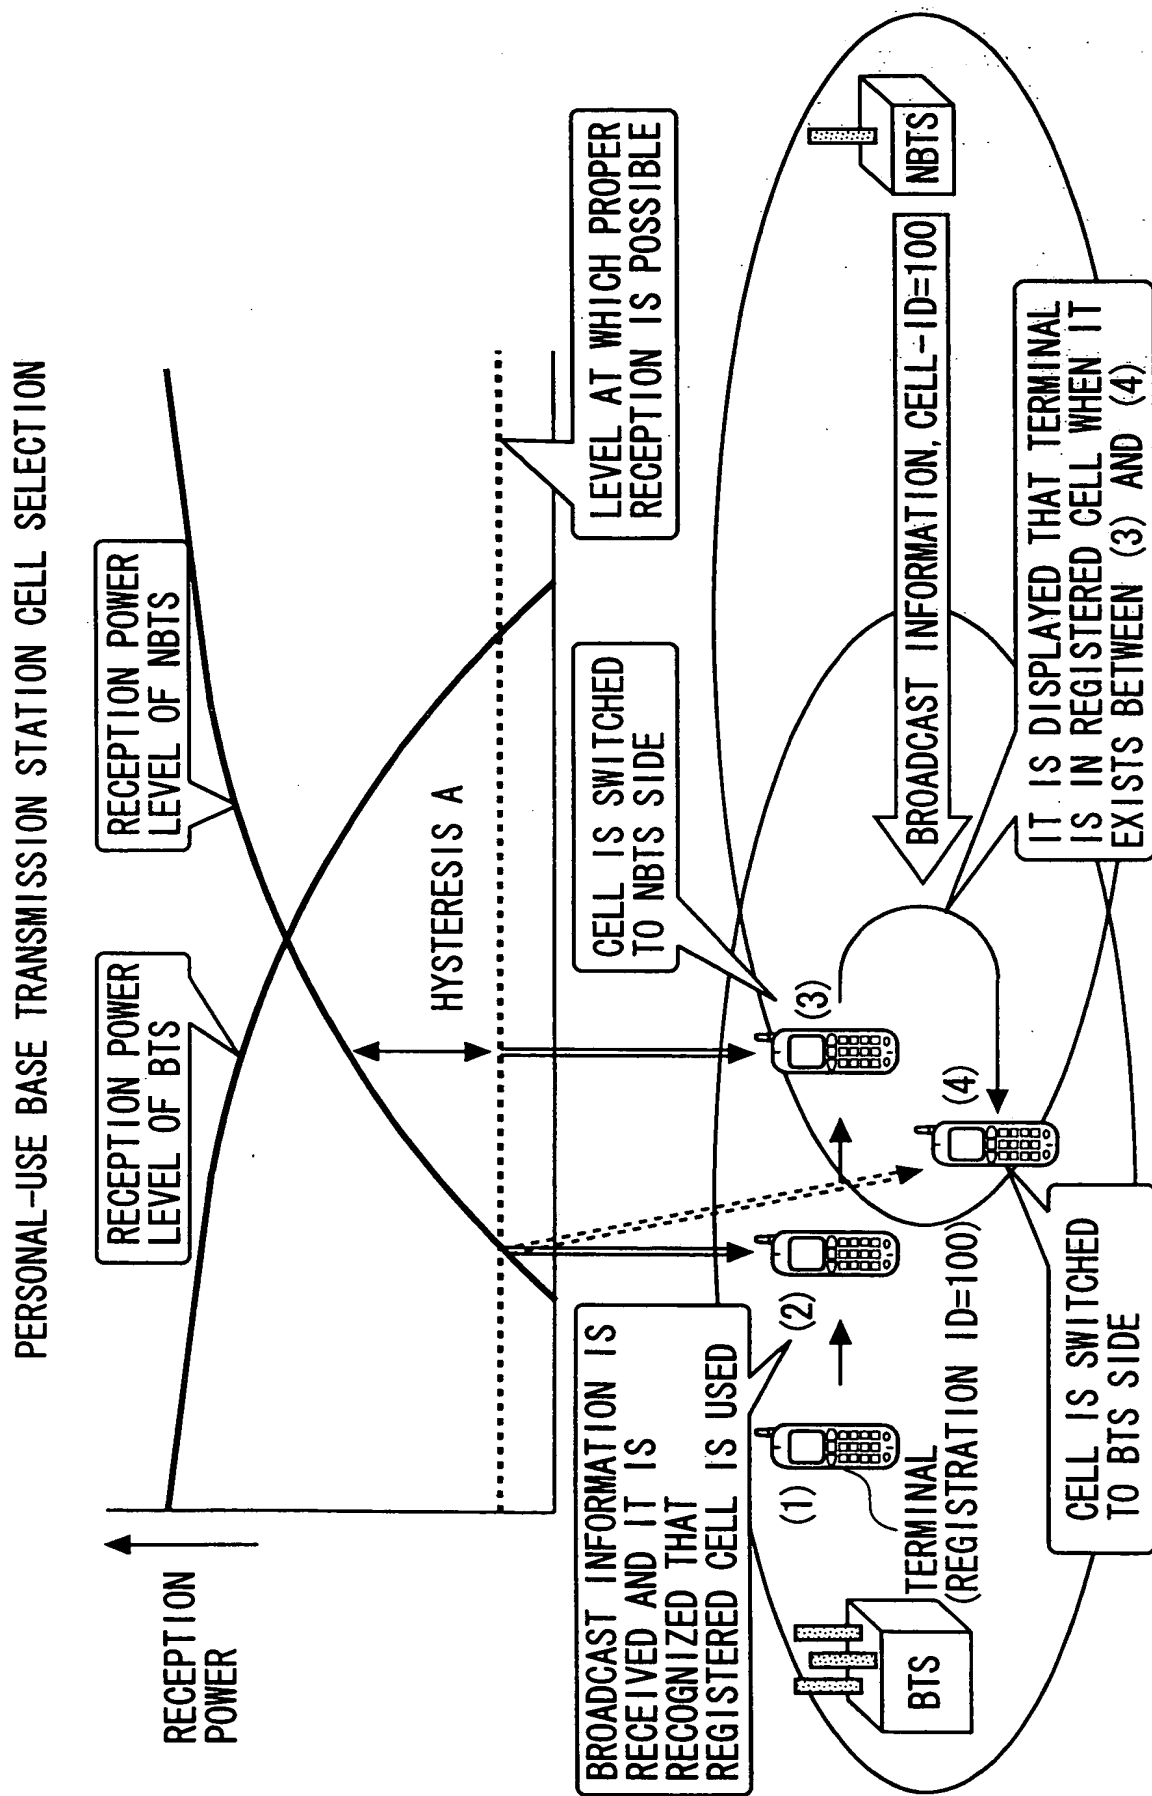 PERSONAL-USE BASE TRANSMISSION STATION CELL SELECTION
RECEPTION
POWER
RECEPTION POWER
LEVEL OF BTS
RECEPTION POWER
LEVEL OF NBTS
HYSTERESIS A
LEVEL AT WHICH PROPER
RECEPTION IS POSSIBLE
BROADCAST INFORMATION IS
RECEIVED AND IT IS
RECOGNIZED THAT
REGISTERED CELL IS USED
CELL IS SWITCHED
TO NBTS SIDE
(1)
(2)
(3)
(4)
BTS
TERMINAL
(REGISTRATION ID=100)
BROADCAST INFORMATION, CELL-ID=100
NBTS
CELL IS SWITCHED
TO BTS SIDE
IT IS DISPLAYED THAT TERMINAL
IS IN REGISTERED CELL WHEN IT
EXISTS BETWEEN (3) AND (4)